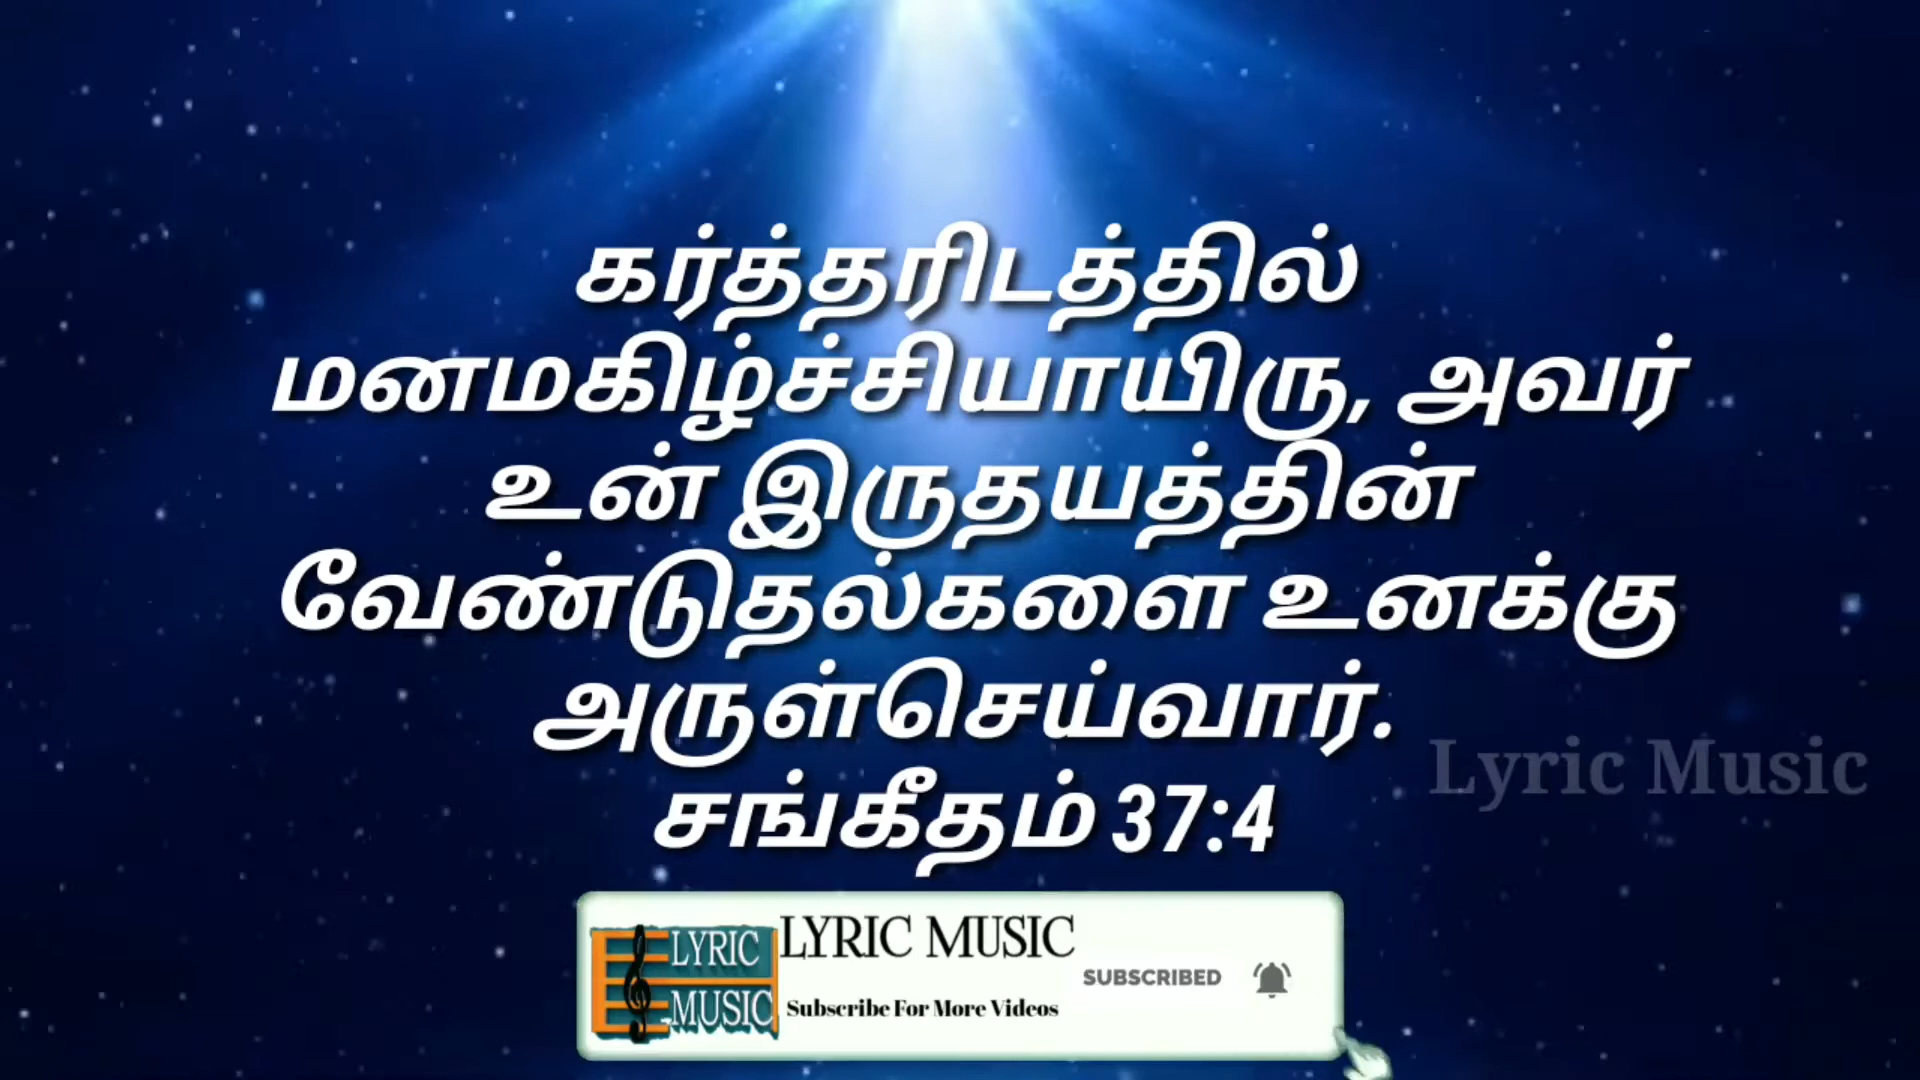 கர்த்தரிடத்தில்
மனமகிழ்ச்சியாயிரு, அவர்
உன் இருதயத்தின்
வேண்டுதல்களை உனக்கு
அருள்செய்வார்.
சங்கீதம் 37:4
Lyric Music
LYRIC
MUSIC
LYRIC MUSIC
Subscribe For More Videos
SUBSCRIBED